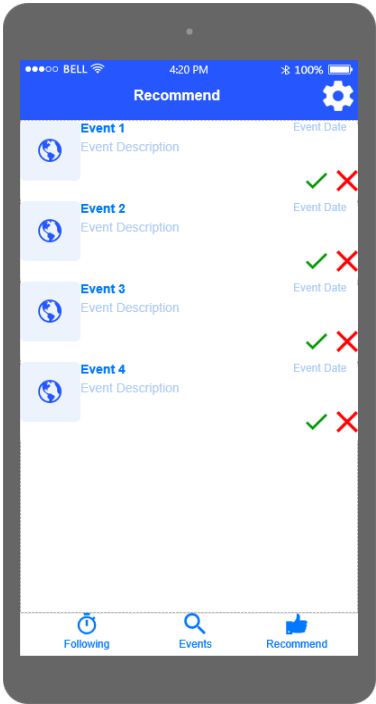 BELL 4:20 PM 100%
Recommend
Event 1 Event Date
Event Description
Event 2 Event Date
Event Description
Event 3 Event Date
Event Description
Event 4 Event Date
Event Description
Following Events Recommend